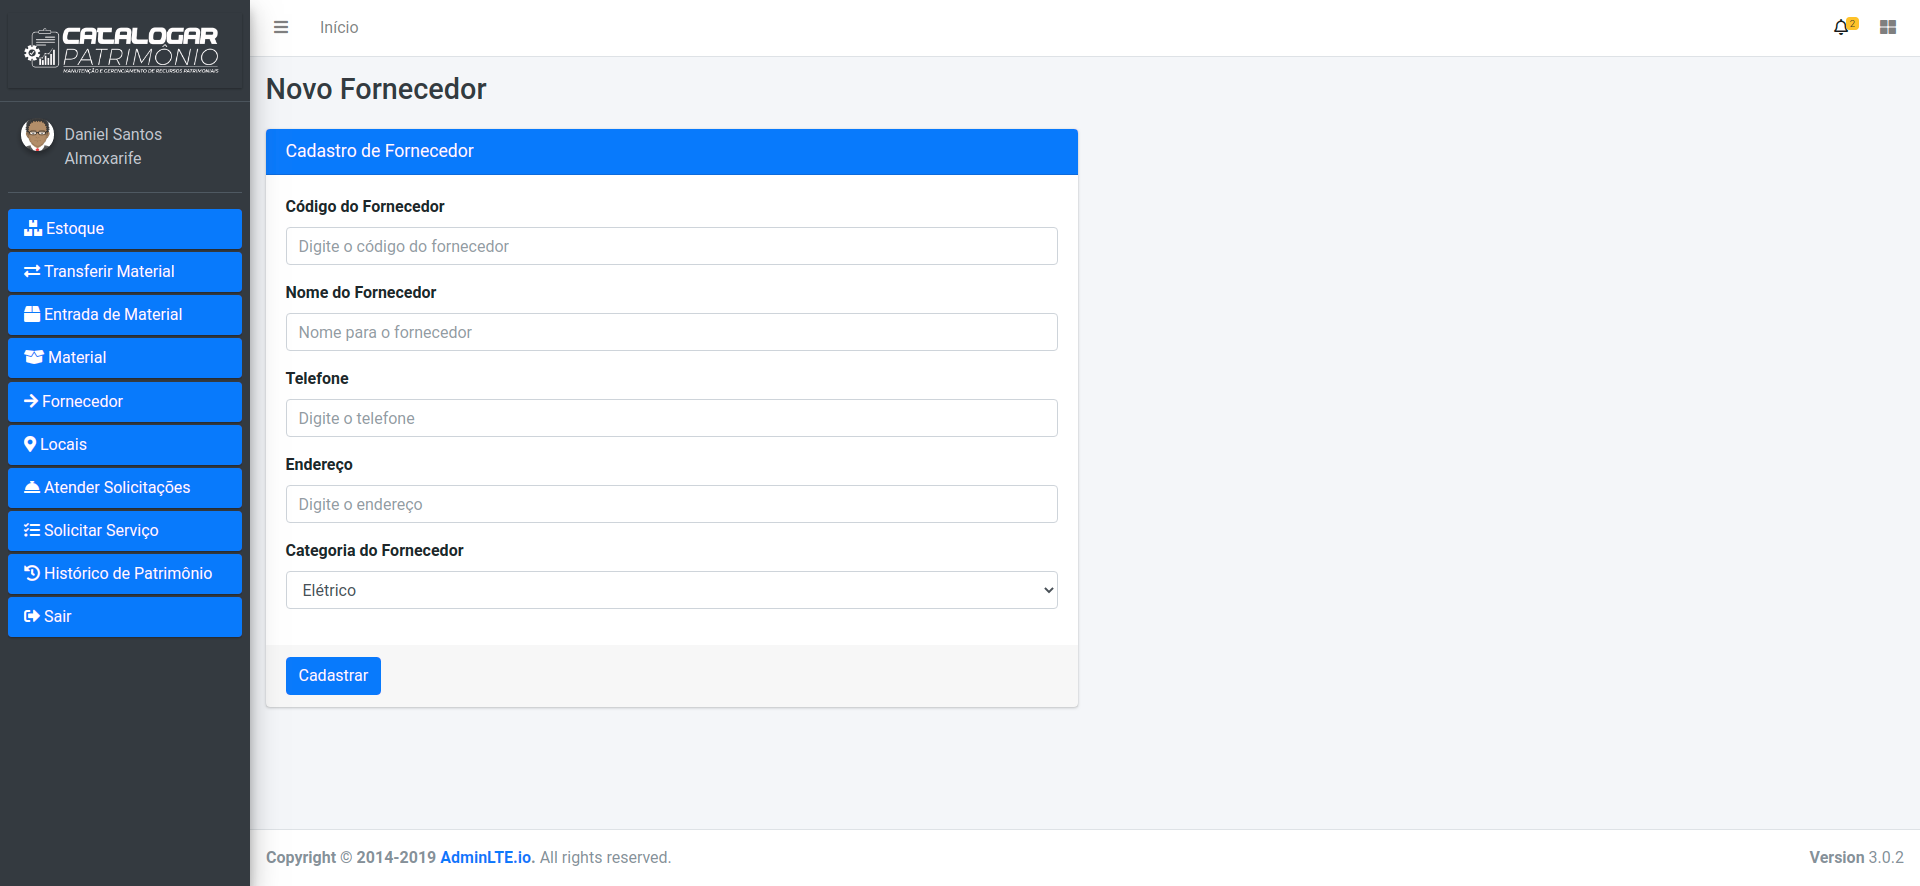 CATALOGAR
PATRIMÔNIO
MANUTENÇÃO E GERENCIAMENTO DE RECURSOS PATRIMONIAIS
Daniel Santos
Almoxarife
Estoque
Transferir Material
Entrada de Material
Material
Fornecedor
Locais
Atender Solicitações
Solicitar Serviço
Histórico de Patrimônio
Sair
Início
2
Novo Fornecedor
Cadastro de Fornecedor
Código do Fornecedor
Digite o código do fornecedor
Nome do Fornecedor
Nome para o fornecedor
Telefone
Digite o telefone
Endereço
Digite o endereço
Categoria do Fornecedor
Elétrico
Cadastrar
Copyright © 2014-2019 AdminLTE.io. All rights reserved.
Version 3.0.2